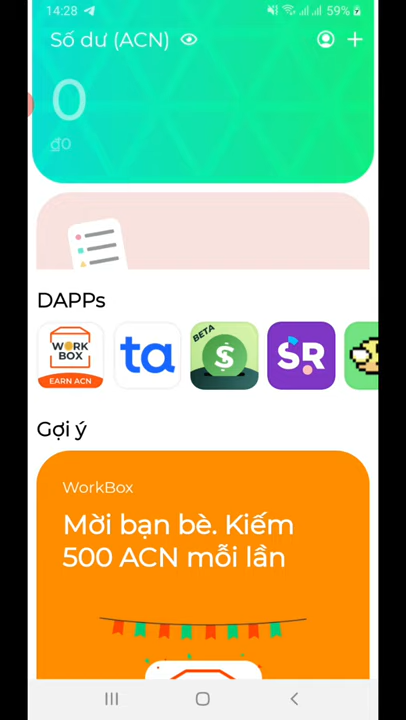 14:28
59%
Số dư (ACN)
0
₫0
DAPPs
WORK
BOX
EARN ACN
ta
BETA
$
SR
Gợi ý
WorkBox
Mời bạn bè. Kiếm
500 ACN mỗi lần